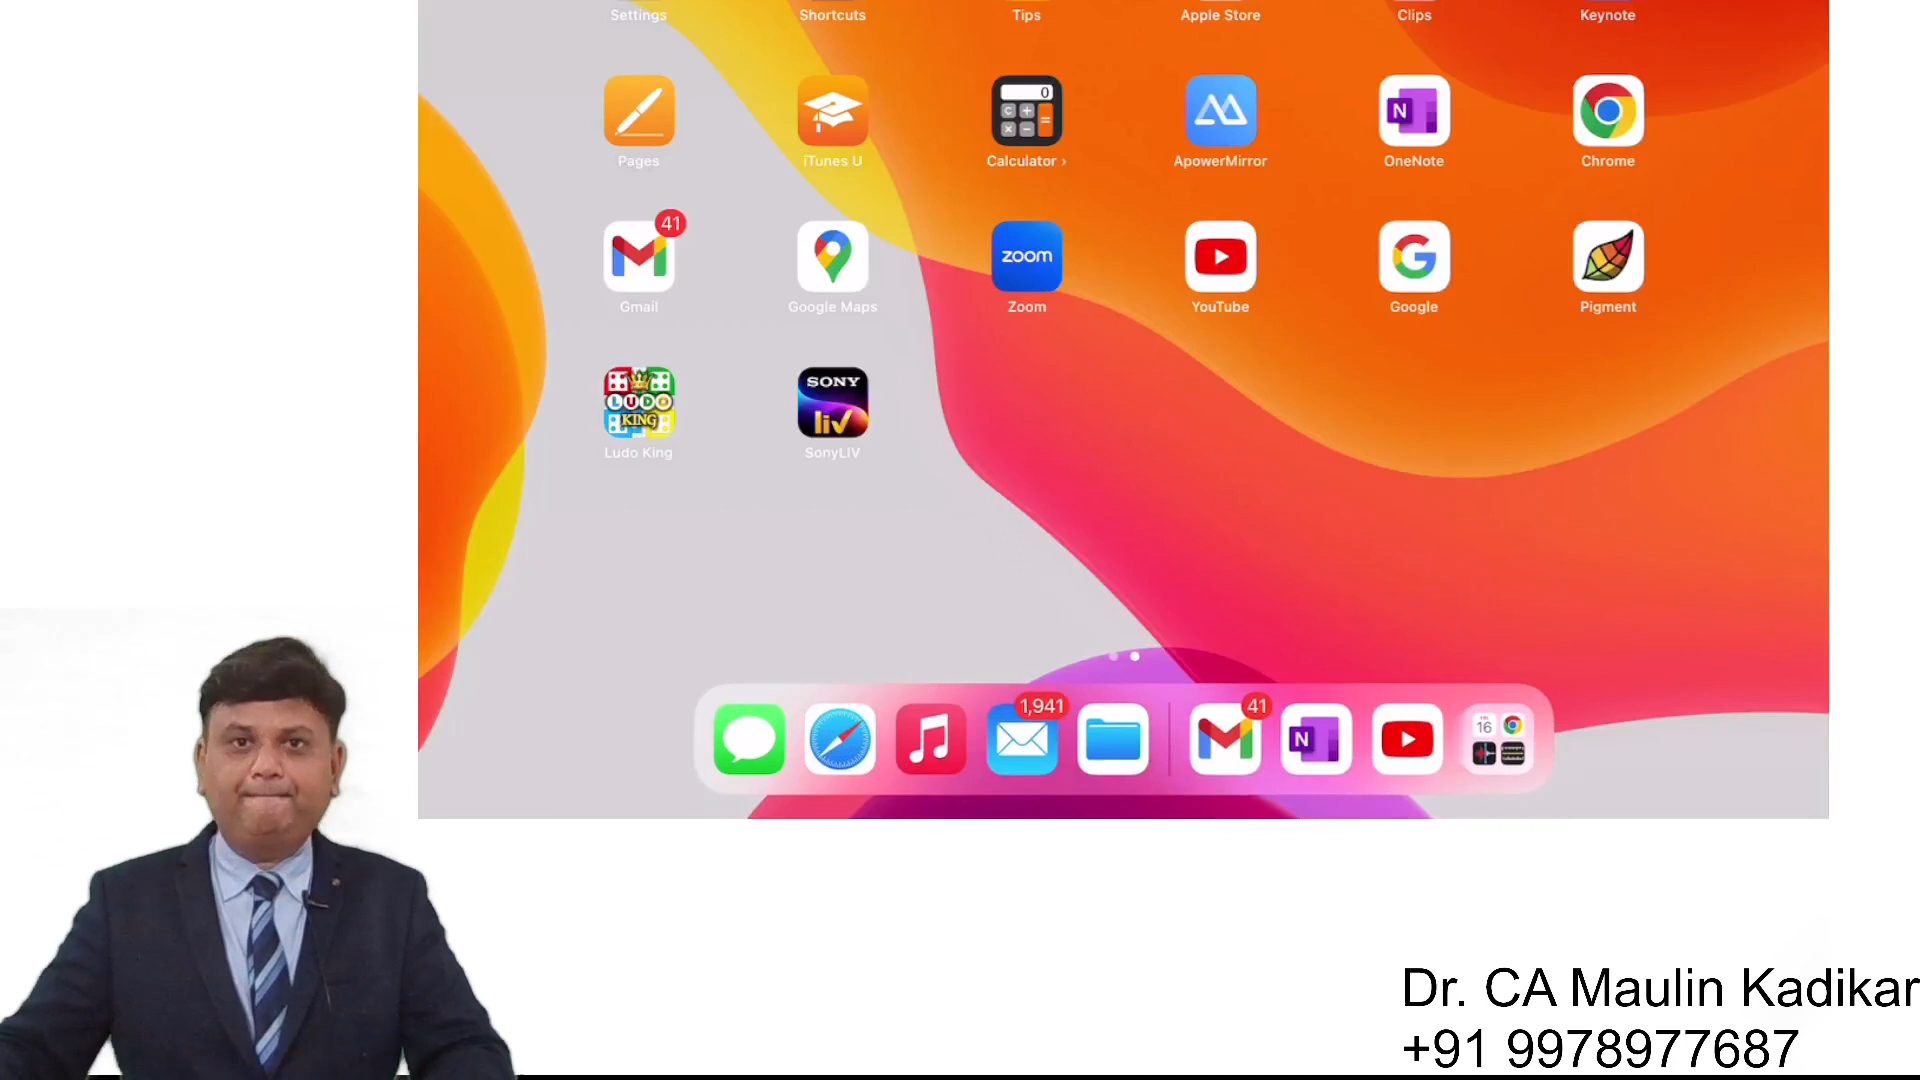 Settings Shortcuts Tips Apple Store Clips Keynote
0
N
Pages iTunes U Calculator › ApowerMirror OneNote Chrome
41
zoom
Gmail Google Maps Zoom YouTube Google Pigment
LUDO KING SONY liv
Ludo King SonyLIV
1,941 41
N 16
Dr. CA Maulin Kadikar
+91 9978977687